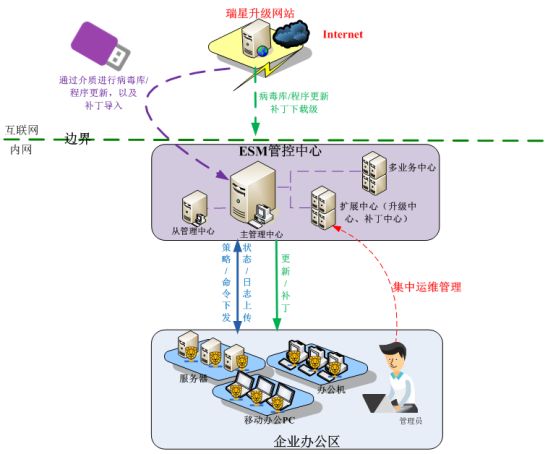 瑞星升级网站
Internet
通过介质进行病毒库/
程序更新，以及
补丁导入
病毒库/程序更新
补丁下载级
互联网
边界
内网
ESM管控中心
多业务中心
扩展中心（升级中
心、补丁中心）
从管理中心
主管理中心
策略/命令下发
状态/日志上传
更新/补丁
集中运维管理
服务器
办公机
移动办公PC
管理员
企业办公区